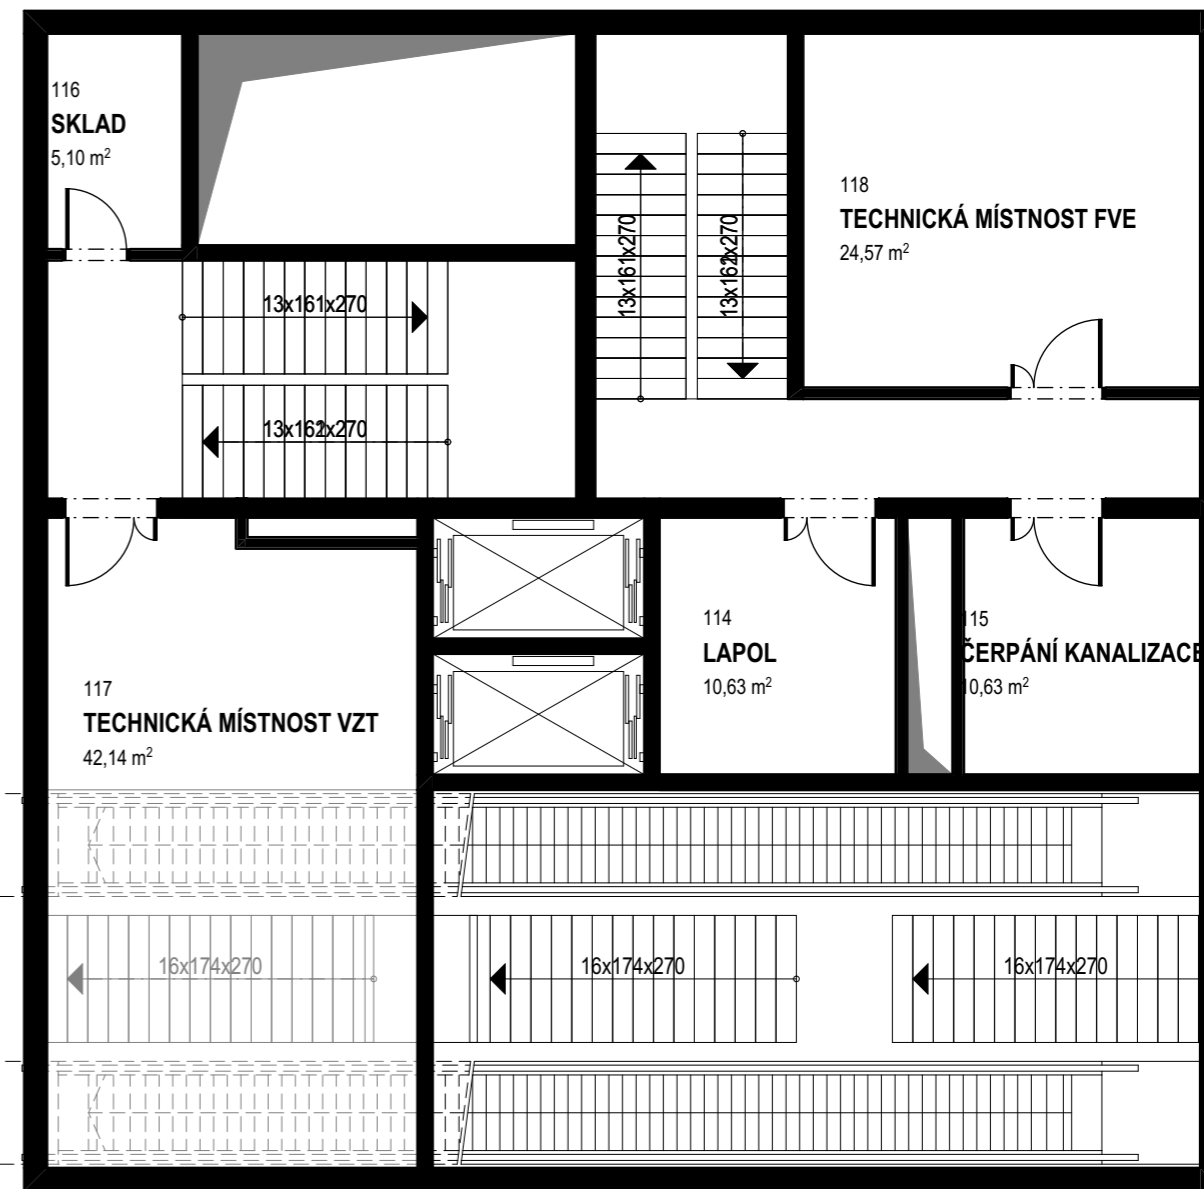 116
SKLAD
5,10 m²
118
TECHNICKÁ MÍSTNOST FVE
24,57 m²
13x161x270
13x162x270
13x161x270
13x162x270
114
LAPOL
10,63 m²
115
ČERPÁNÍ KANALIZACE
10,63 m²
117
TECHNICKÁ MÍSTNOST VZT
42,14 m²
16x174x270
16x174x270
16x174x270